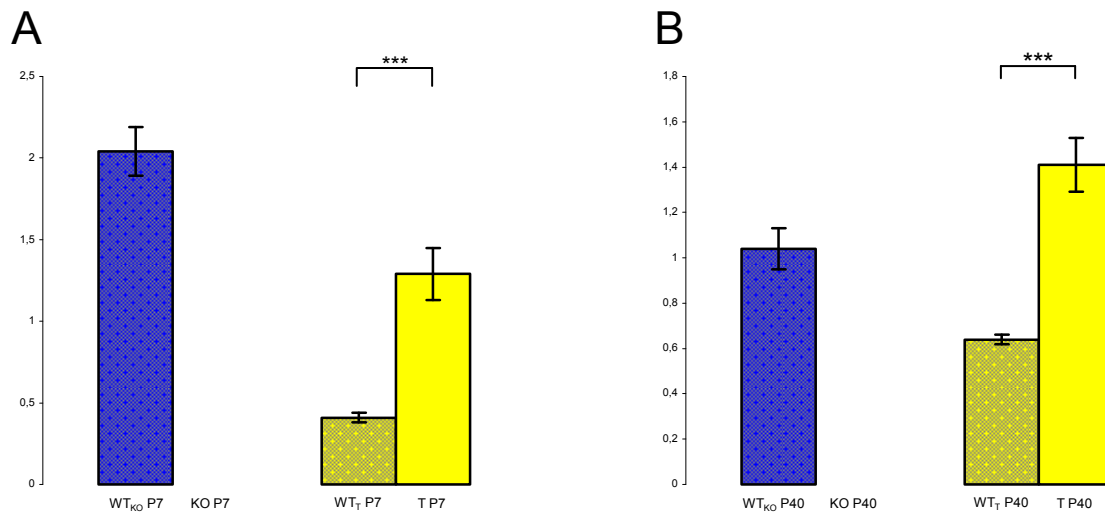 A
B
***
***
2,5
2
1,5
1
0,5
0
WTKO P7
KO P7
WTT P7
T P7
1,8
1,6
1,4
1,2
1
0,8
0,6
0,4
0,2
0
WTKO P40
KO P40
WTT P40
T P40